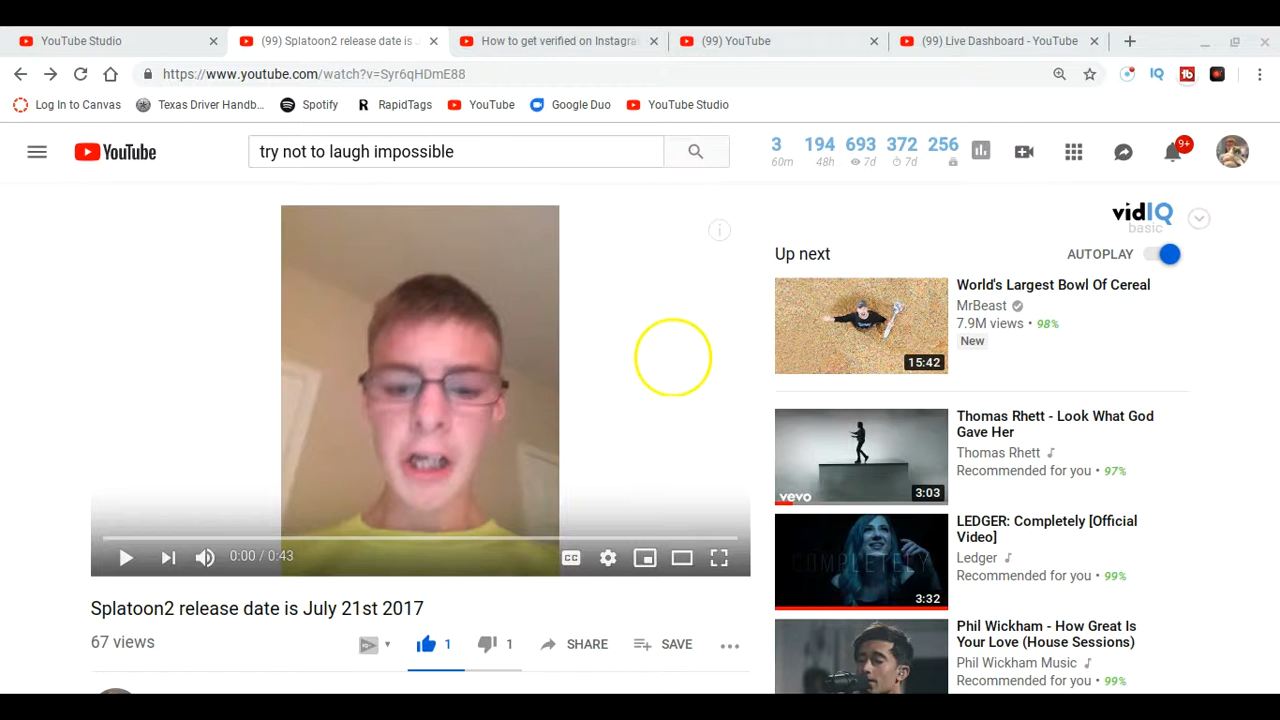 YouTube Studio
(99) Splatoon2 release date is
How to get verified on Instagra
(99) YouTube
(99) Live Dashboard - YouTube
https://www.youtube.com/watch?v=Syr6qHDmE88
IQ
Log In to Canvas
Texas Driver Handb...
Spotify
R RapidTags
YouTube
Google Duo
YouTube Studio
YouTube
try not to laugh impossible
3 194 693 372 256
60m 48h 7d 7d
9+
vidIQ
basic
Up next
AUTOPLAY
World's Largest Bowl Of Cereal
MrBeast
7.9M views • 98%
New
15:42
Thomas Rhett - Look What God
Gave Her
Thomas Rhett
Recommended for you • 97%
vevo
3:03
LEDGER: Completely [Official
Video]
Ledger
Recommended for you • 99%
COMPLETELY
3:32
Phil Wickham - How Great Is
Your Love (House Sessions)
Phil Wickham Music
Recommended for you • 99%
0:00 / 0:43
CC
Splatoon2 release date is July 21st 2017
67 views
1
1
SHARE
SAVE